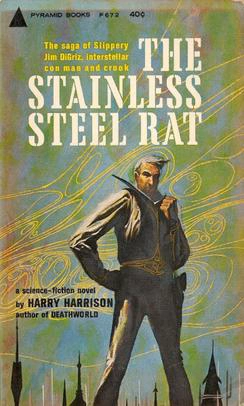 PYRAMID BOOKS F672 40¢
The saga of Slippery
Jim DiGriz, interstellar
con man and crook
THE
STAINLESS
STEEL RAT
a science-fiction novel
by HARRY HARRISON
author of DEATHWORLD